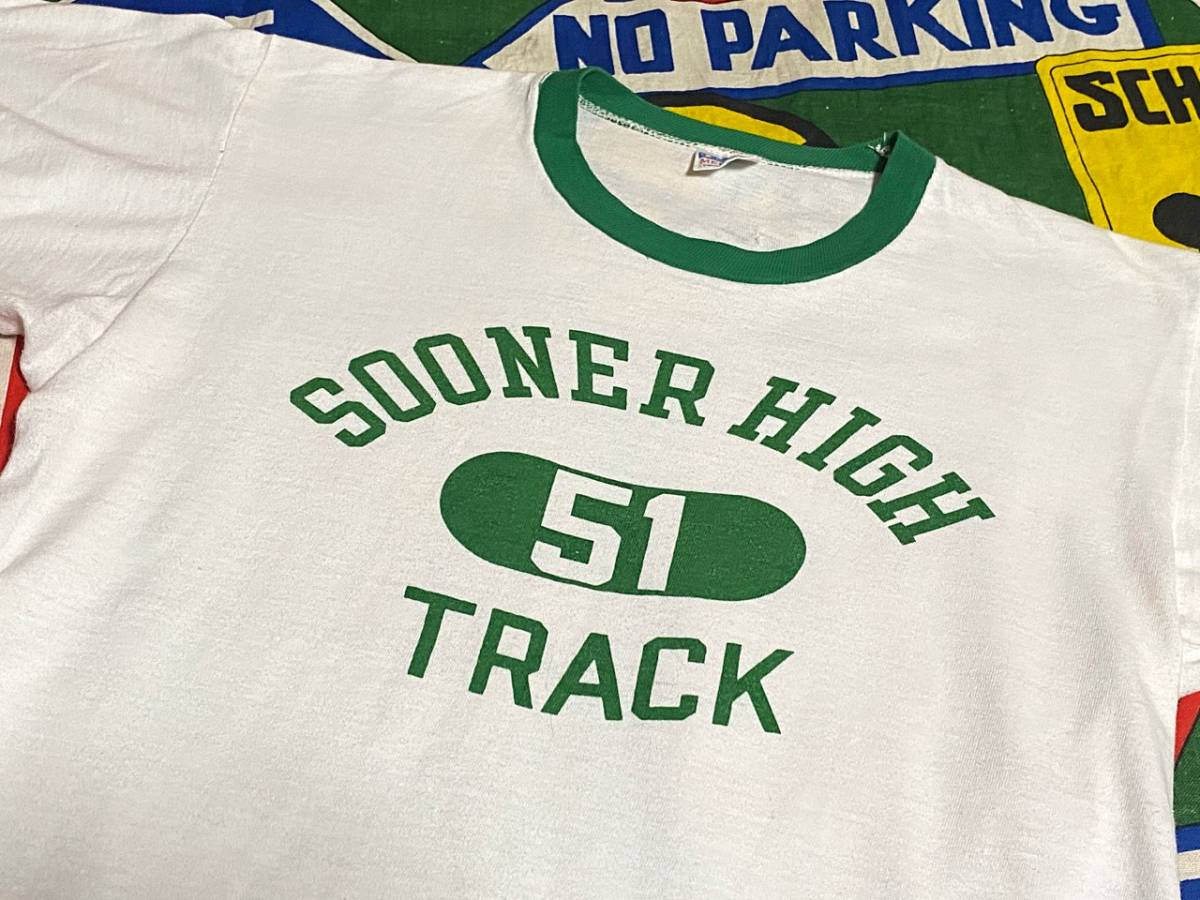 NO PARKING
SCH
SOONER HIGH
51
TRACK